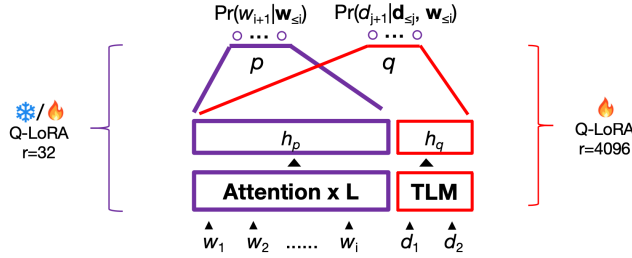 Pr(w_{i+1}|w_{≤i}) Pr(d_{j+1}|d_{≤j}, w_{≤i})
p q
/
Q-LoRA
r=32
Q-LoRA
r=4096
h_p h_q
Attention x L TLM
w_1 w_2 ...... w_i d_1 d_2